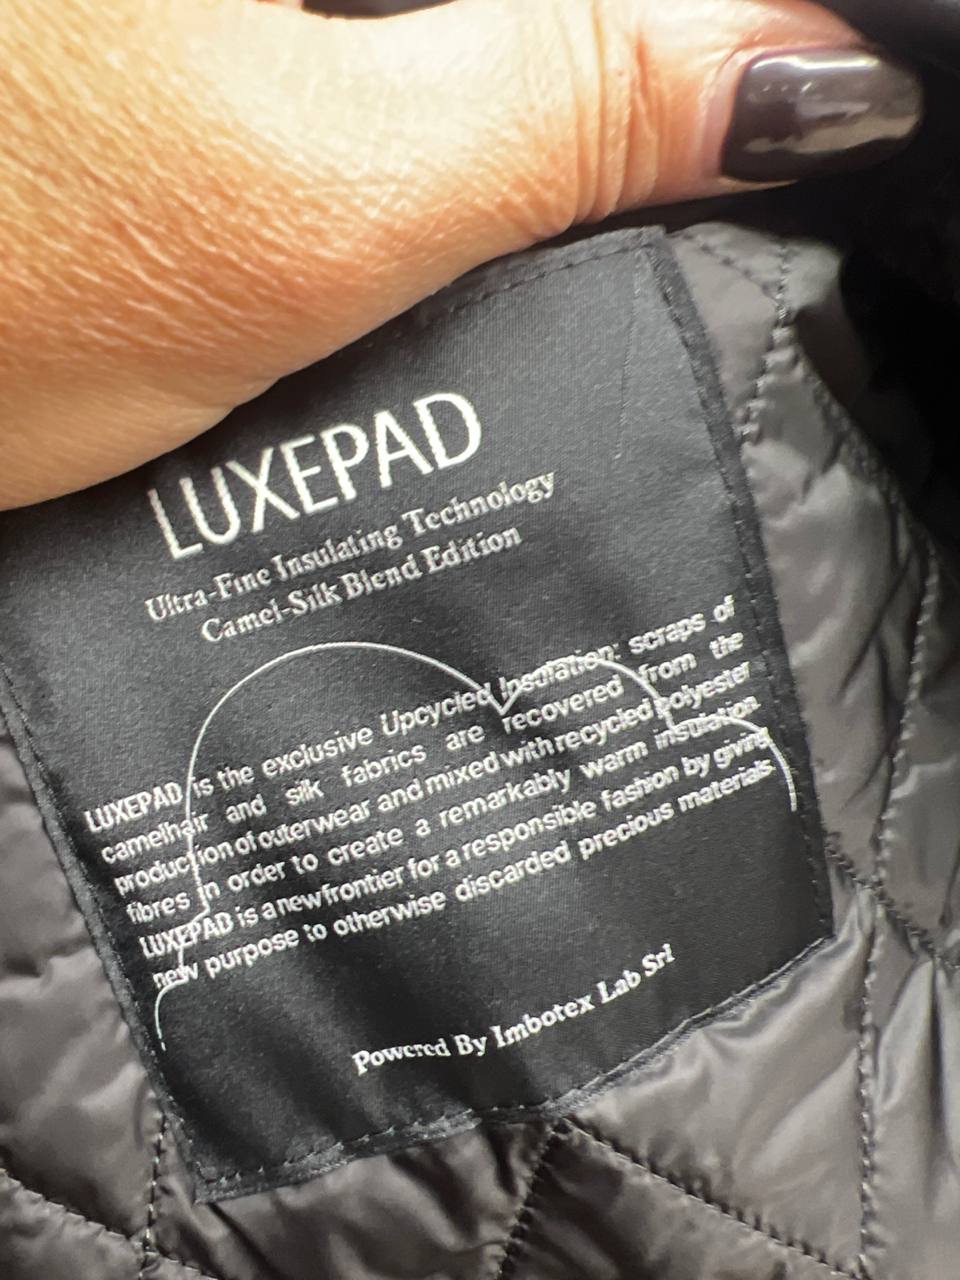 LUXEPAD
Ultra-Fine Insulating Technology
Camel-Silk Blend Edition
LUXEPAD is the exclusive Upcycled Insulation: scraps of
camelhair and silk fabrics are recovered from the
production of outerwear and mixed with recycled polyester
fibres in order to create a remarkably warm insulation
LUXEPAD is a new frontier for a responsible fashion by giving
new purpose to otherwise discarded precious materials
Powered By Imbotex Lab Srl